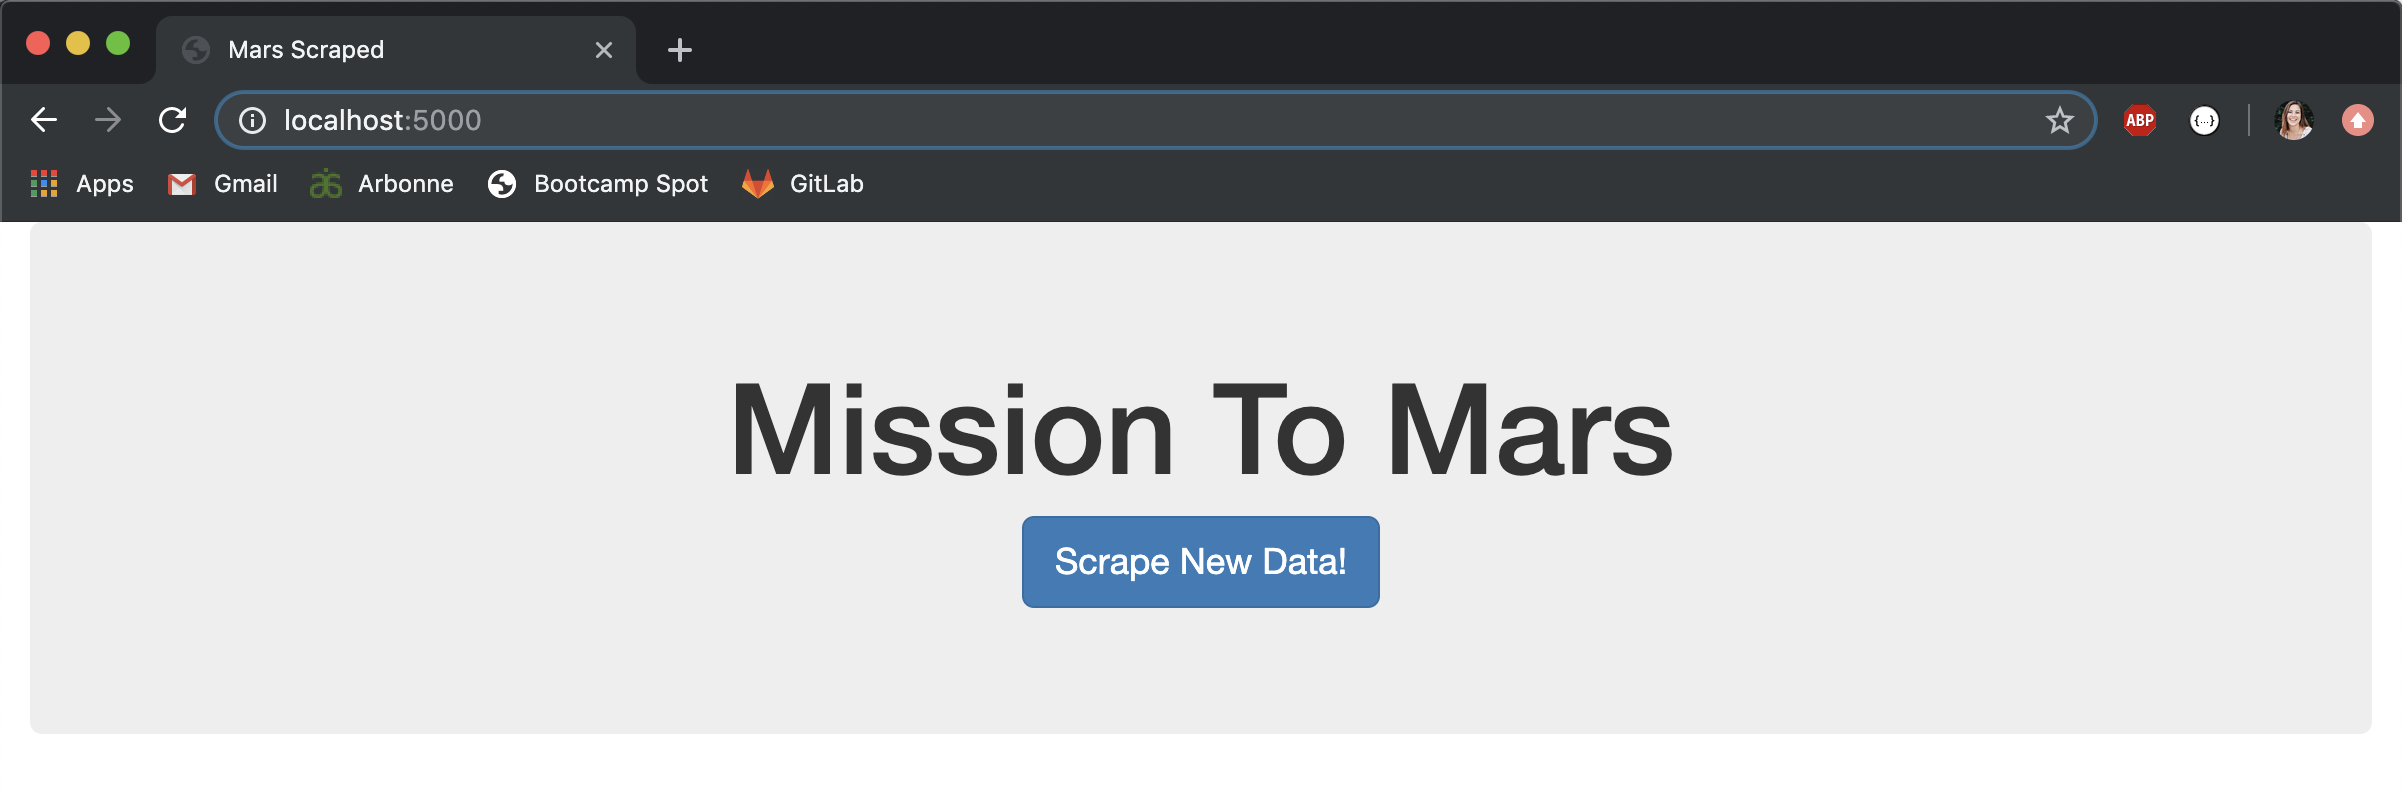 Mars Scraped
localhost:5000
ABP
{...}
Apps Gmail Arbonne Bootcamp Spot GitLab
Mission To Mars
Scrape New Data!